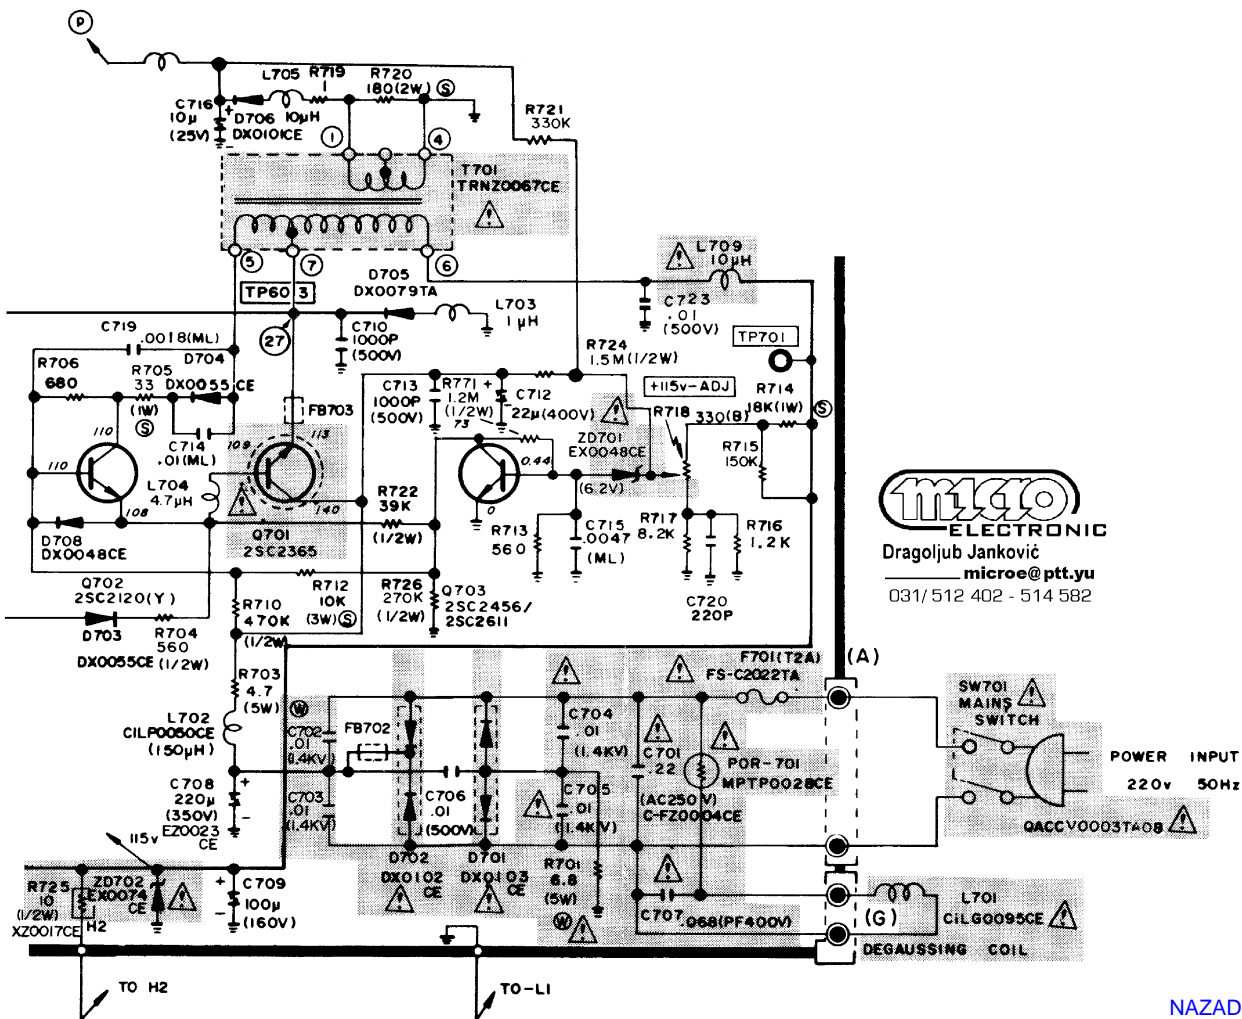 P
L705
R719
1
R720
180(2W) S
C716
10µ
(25V)
D706
DX0101CE
10µH
R721
330K
1
4
T701
TRNZ0067CE
5
7
6
L709
10µH
D705
DX0079TA
TP603
L703
1µH
C723
.01
(500V)
TP701
C719
.0018(ML)
27
C710
1000P
(500V)
R724
1.5M(1/2W)
D704
DX0055CE
R706
680
R705
33
(1W)
S
C713
1000P
(500V)
R771
1.2M
(1/2W)
C712
22µ(400V)
+115v-ADJ
R714
18K(1W) S
FB703
R718
330(B)
C714
.01(ML)
110
109
113
73
ZD701
EX0048CE
R715
150K
110
0.44
(6.2V)
L704
4.7µH
108
140
R722
39K
(1/2W)
0
R713
560
C715
.0047
(ML)
R717
8.2K
R716
1.2K
micro
ELECTRONIC
Dragoljub Janković
microe@ptt.yu
031/ 512 402 - 514 582
D708
DX0048CE
Q701
2SC2365
Q702
2SC2120(Y)
R712
10K
(3W) S
R726
270K
(1/2W)
Q703
2SC2456/
2SC2611
C720
220P
D703
DX0055CE
R704
560
(1/2W)
R710
470K
(1/2W)
R703
4.7
(5W)
F701(T2A)
FS-C2022TA
(A)
SW701
MAINS
SWITCH
L702
CILP0050CE
(150µH)
W
C702
.01
(1.4KV)
FB702
C704
.01
(1.4KV)
C701
.22
(AC250V)
C-FZ0004CE
POR-701
MPTP0028CE
POWER INPUT
220v 50Hz
QACCV0003TA08
C708
220µ
(350V)
EZ0023
CE
C703
.01
(1.4KV)
C706
.01
(500V)
C705
.01
(1.4KV)
115v
D702
DX0102
CE
D701
DX0103
CE
R701
6.8
(5W)
W
R725
10
(1/2W)
XZ0017CE
H2
ZD702
EX0074
CE
C709
100µ
(160V)
C707
.068(PF400V)
(G)
L701
CiLG0095CE
DEGAUSSING COIL
TO H2
TO-L1
NAZAD